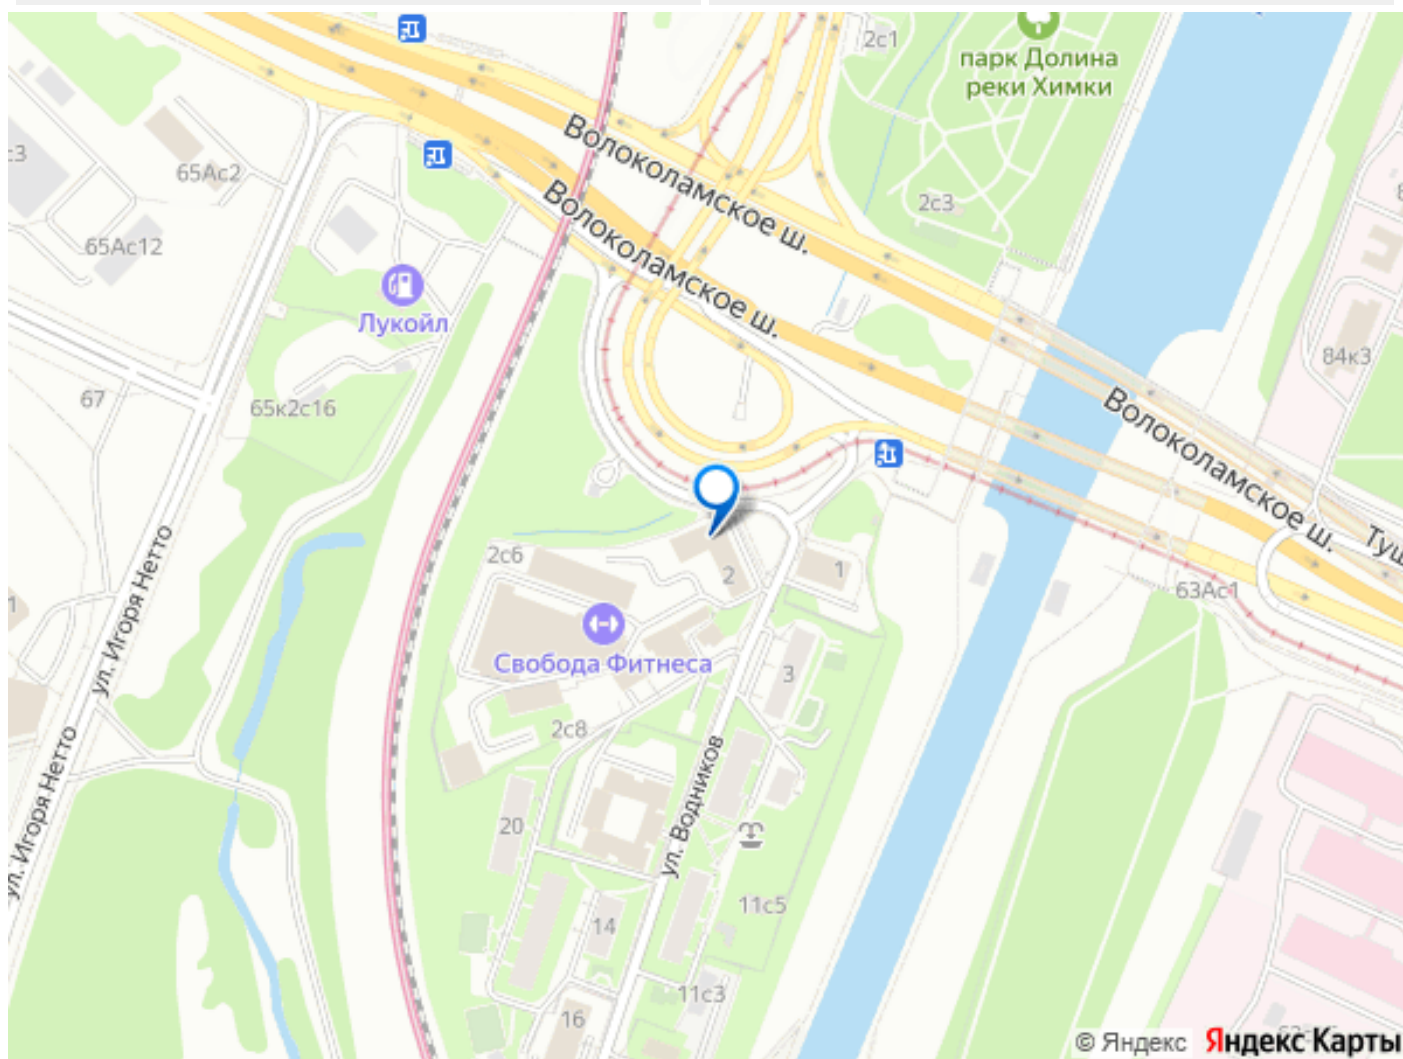 2с1
парк Долина
реки Химки
с3
65Ас2
Волоколамское ш.
2с3
65Ас12
Волоколамское ш.
Лукойл
84к3
67
65к2с16
Волоколамское ш.
Туш
2с6
2
1
63Ас1
1
ул. Игоря Нетто
Свобода Фитнеса
3
2с8
ул. Игоря Нетто
ул. Водников
20
11с5
14
11с3
16
© Яндекс Яндекс Карты